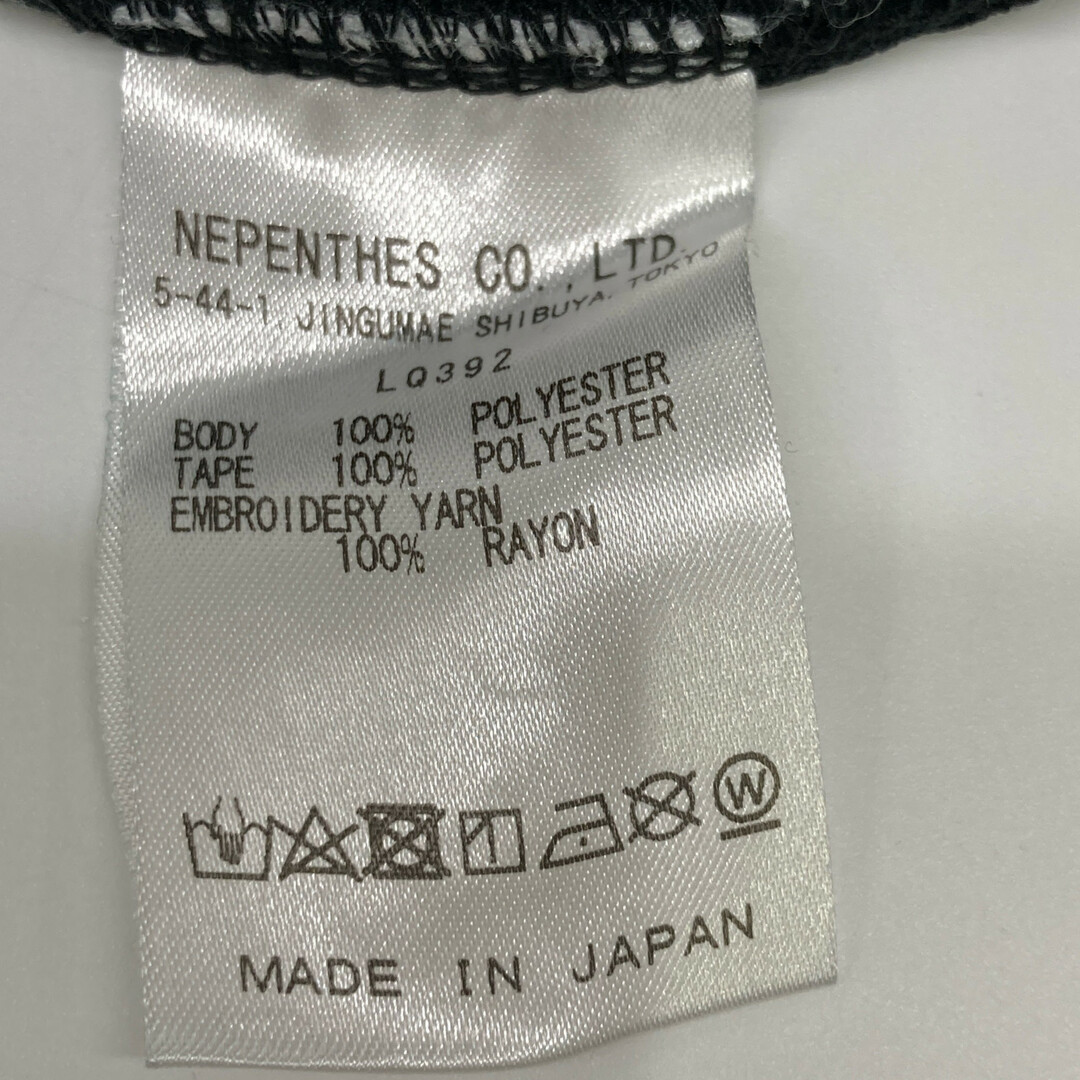 NEPENTHES CO., LTD.
5-44-1, JINGUMAE SHIBUYA, TOKYO
LQ392
BODY 100% POLYESTER
TAPE 100% POLYESTER
EMBROIDERY YARN
100% RAYON
W
MADE IN JAPAN